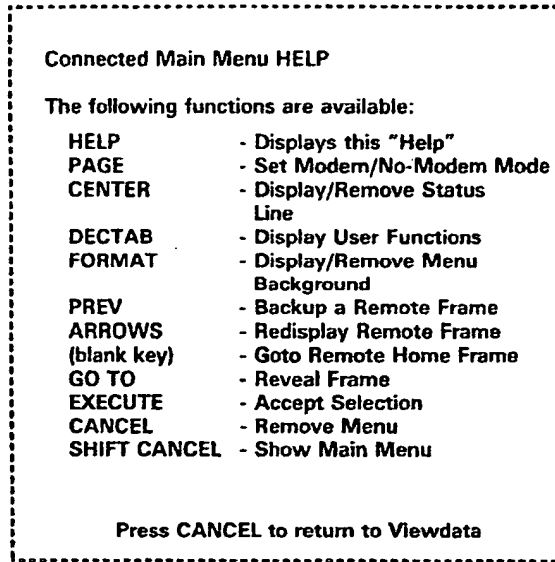 Connected Main Menu HELP
The following functions are available:
HELP - Displays this "Help"
PAGE - Set Modem/No-Modem Mode
CENTER - Display/Remove Status
Line
DECTAB - Display User Functions
FORMAT - Display/Remove Menu
Background
PREV - Backup a Remote Frame
ARROWS - Redisplay Remote Frame
(blank key) - Goto Remote Home Frame
GO TO - Reveal Frame
EXECUTE - Accept Selection
CANCEL - Remove Menu
SHIFT CANCEL - Show Main Menu
Press CANCEL to return to Viewdata